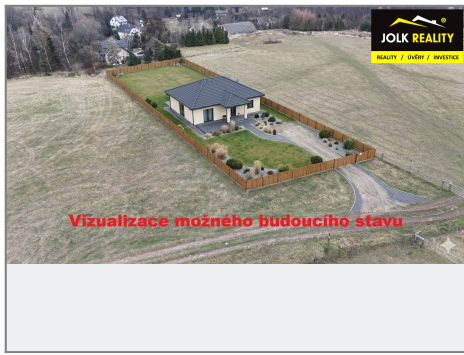 JOLK REALITY
REALITY / ÚVĚRY / INVESTICE
Vizualizace možného budoucího stavu